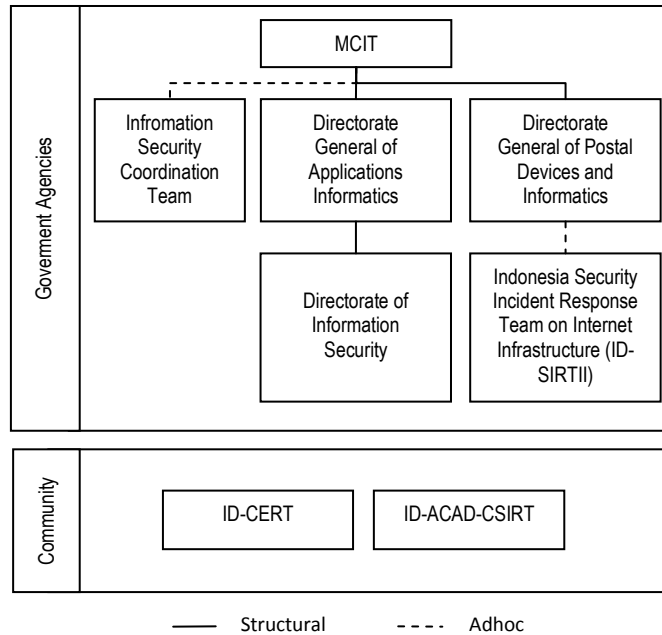 MCIT
Goverment Agencies
Infromation
Security
Coordination
Team
Directorate
General of
Applications
Informatics
Directorate
General of Postal
Devices and
Informatics
Directorate of
Information
Security
Indonesia Security
Incident Response
Team on Internet
Infrastructure (ID-
SIRTII)
Community
ID-CERT
ID-ACAD-CSIRT
Structural
Adhoc